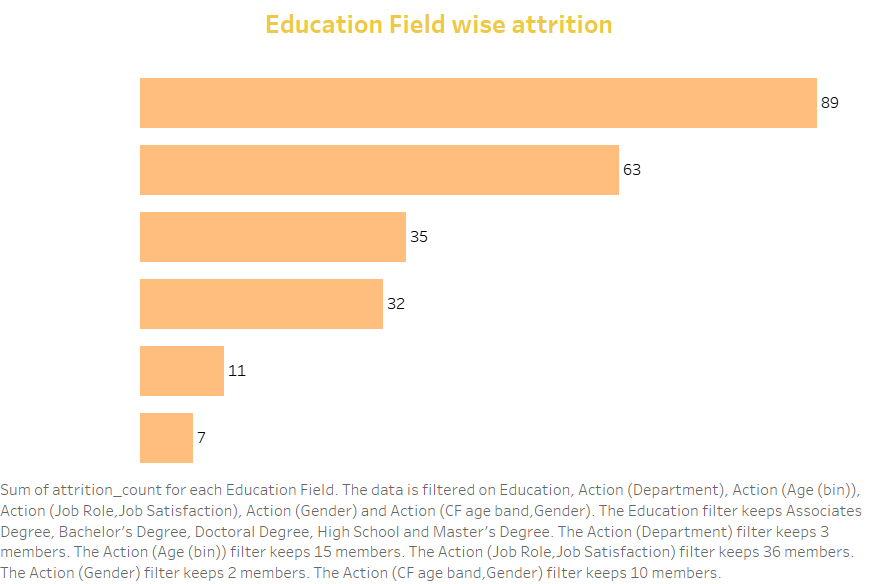 Education Field wise attrition
89
63
35
32
11
7
Sum of attrition_count for each Education Field. The data is filtered on Education, Action (Department), Action (Age (bin)),
Action (Job Role,Job Satisfaction), Action (Gender) and Action (CF age band,Gender). The Education filter keeps Associates
Degree, Bachelor's Degree, Doctoral Degree, High School and Master's Degree. The Action (Department) filter keeps 3
members. The Action (Age (bin)) filter keeps 15 members. The Action (Job Role,Job Satisfaction) filter keeps 36 members.
The Action (Gender) filter keeps 2 members. The Action (CF age band,Gender) filter keeps 10 members.